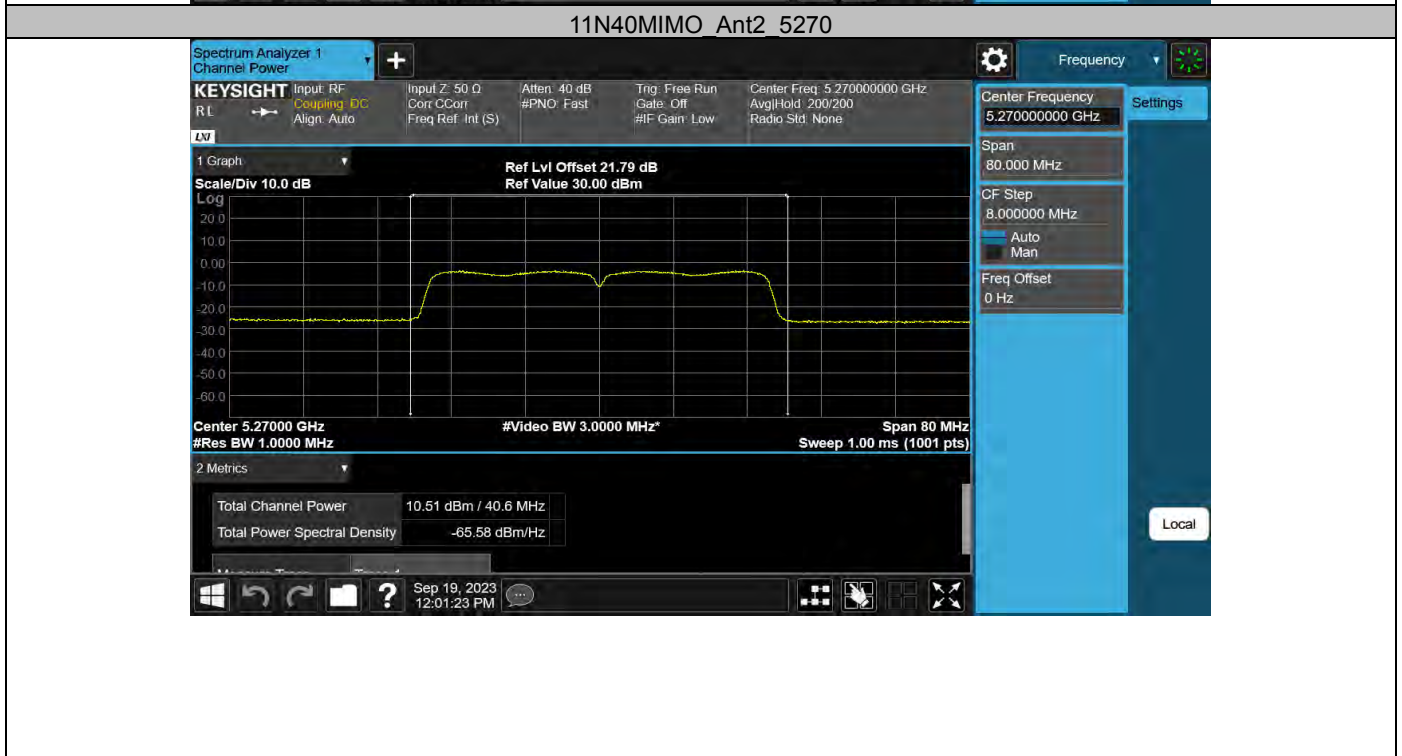 11N40MIMO_Ant2_5270
Spectrum Analyzer 1
Channel Power
+
Frequency
KEYSIGHT
RL
LXI
Input: RF
Coupling: DC
Align: Auto
Input Z: 50 Ω
Corr CCorr
Freq Ref: Int (S)
Atten: 40 dB
#PNO: Fast
Trig: Free Run
Gate: Off
#IF Gain: Low
Center Freq: 5.270000000 GHz
Avg|Hold: 200/200
Radio Std: None
Center Frequency
5.270000000 GHz
Settings
Span
80.000 MHz
CF Step
8.000000 MHz
Auto
Man
Freq Offset
0 Hz
1 Graph
Scale/Div 10.0 dB
Ref Lvl Offset 21.79 dB
Ref Value 30.00 dBm
Log
20.0
10.0
0.00
-10.0
-20.0
-30.0
-40.0
-50.0
-60.0
Center 5.27000 GHz
#Video BW 3.0000 MHz*
Span 80 MHz
#Res BW 1.0000 MHz
Sweep 1.00 ms (1001 pts)
2 Metrics
Total Channel Power 10.51 dBm / 40.6 MHz
Total Power Spectral Density -65.58 dBm/Hz
Local
?
Sep 19, 2023
12:01:23 PM